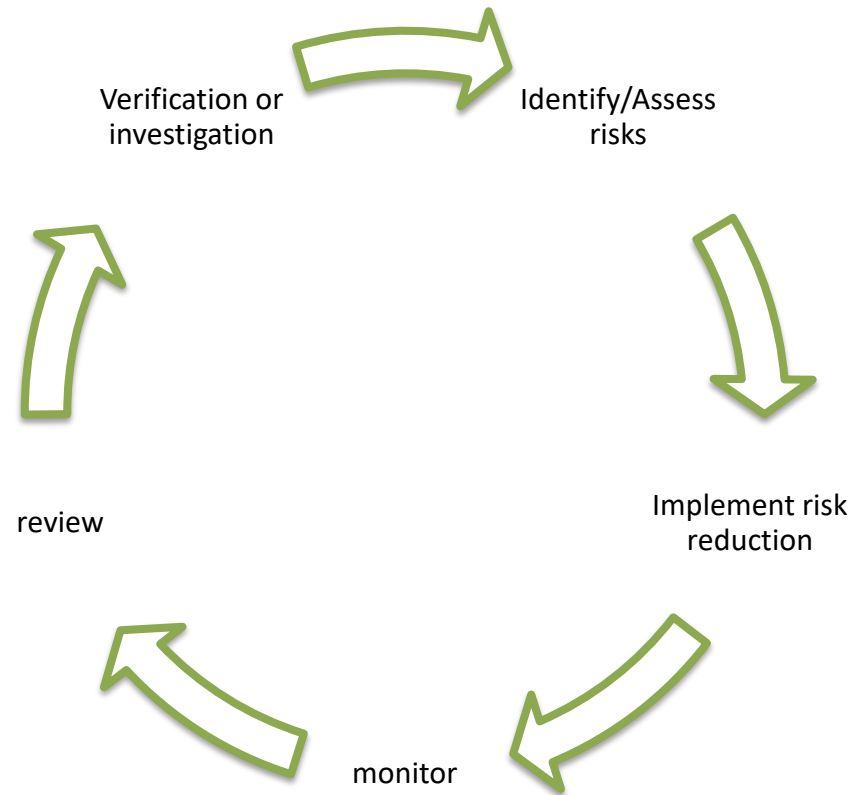 Verification or
investigation
Identify/Assess
risks
Implement risk
reduction
monitor
review